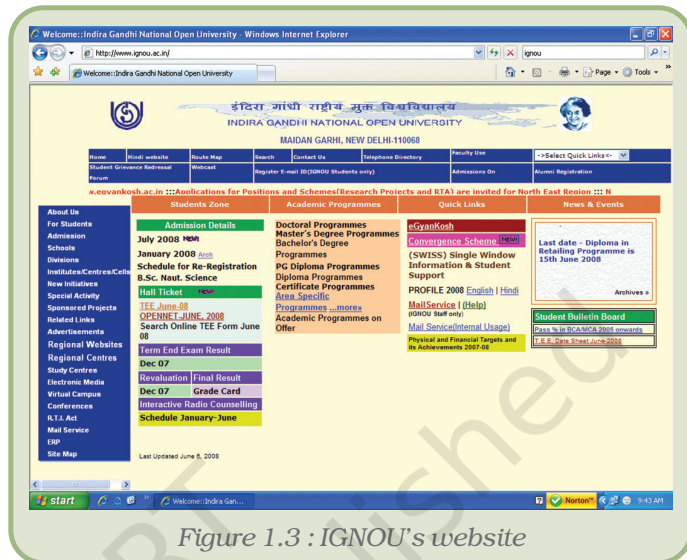 Welcome::Indira Gandhi National Open University - Windows Internet Explorer
http://www.ignou.ac.in/
ignou
Welcome::Indira Gandhi National Open University
Page
Tools
इंदिरा गांधी राष्ट्रीय मुक्त विश्वविद्यालय
INDIRA GANDHI NATIONAL OPEN UNIVERSITY
MAIDAN GARHI, NEW DELHI-110068
Home Hindi website Route Map Search Contact Us Telephone Directory Faculty Use ->Select Quick Links<-
Student Grievance Redressal Forum Webcast Register E-mail ID(IGNOU Students only) Admissions On Alumni Registration
w.egyankosh.ac.in :::Applications for Positions and Schemes(Research Projects and RTA) are invited for North East Region ::: N
About Us
For Students
Admission
Schools
Divisions
Institutes/Centres/Cells
New Initiatives
Special Activity
Sponsored Projects
Related Links
Advertisements
Regional Websites
Regional Centres
Study Centres
Electronic Media
Virtual Campus
Conferences
R.T.I. Act
Mail Service
ERP
Site Map
Students Zone
Admission Details
July 2008 NEW!
January 2008 Arch
Schedule for Re-Registration
B.Sc. Naut. Science
Hall Ticket NEW!
TEE June-08
OPENNET-JUNE, 2008
Search Online TEE Form June
08
Term End Exam Result
Dec 07
Revaluation Final Result
Dec 07 Grade Card
Interactive Radio Counselling
Schedule January-June
Last Updated June 6, 2008
Academic Programmes
Doctoral Programmes
Master's Degree Programmes
Bachelor's Degree
Programmes
PG Diploma Programmes
Diploma Programmes
Certificate Programmes
Area Specific
Programmes ...more»
Academic Programmes on
Offer
Quick Links
eGyanKosh
Convergence Scheme NEW!
(SWISS) Single Window
Information & Student
Support
PROFILE 2008 English | Hindi
MailService | (Help)
(IGNOU Staff only)
Mail Service(Internal Usage)
Physical and Financial Targets and
its Achievements 2007-08
News & Events
Last date - Diploma in
Retailing Programme is
15th June 2008
Archives »
Student Bulletin Board
Pass % in BCA/MCA 2005 onwards
T.E.E. Date Sheet June-2008
start
Welcome::Indira Gan...
Norton™
9:43 AM
Figure 1.3 : IGNOU's website